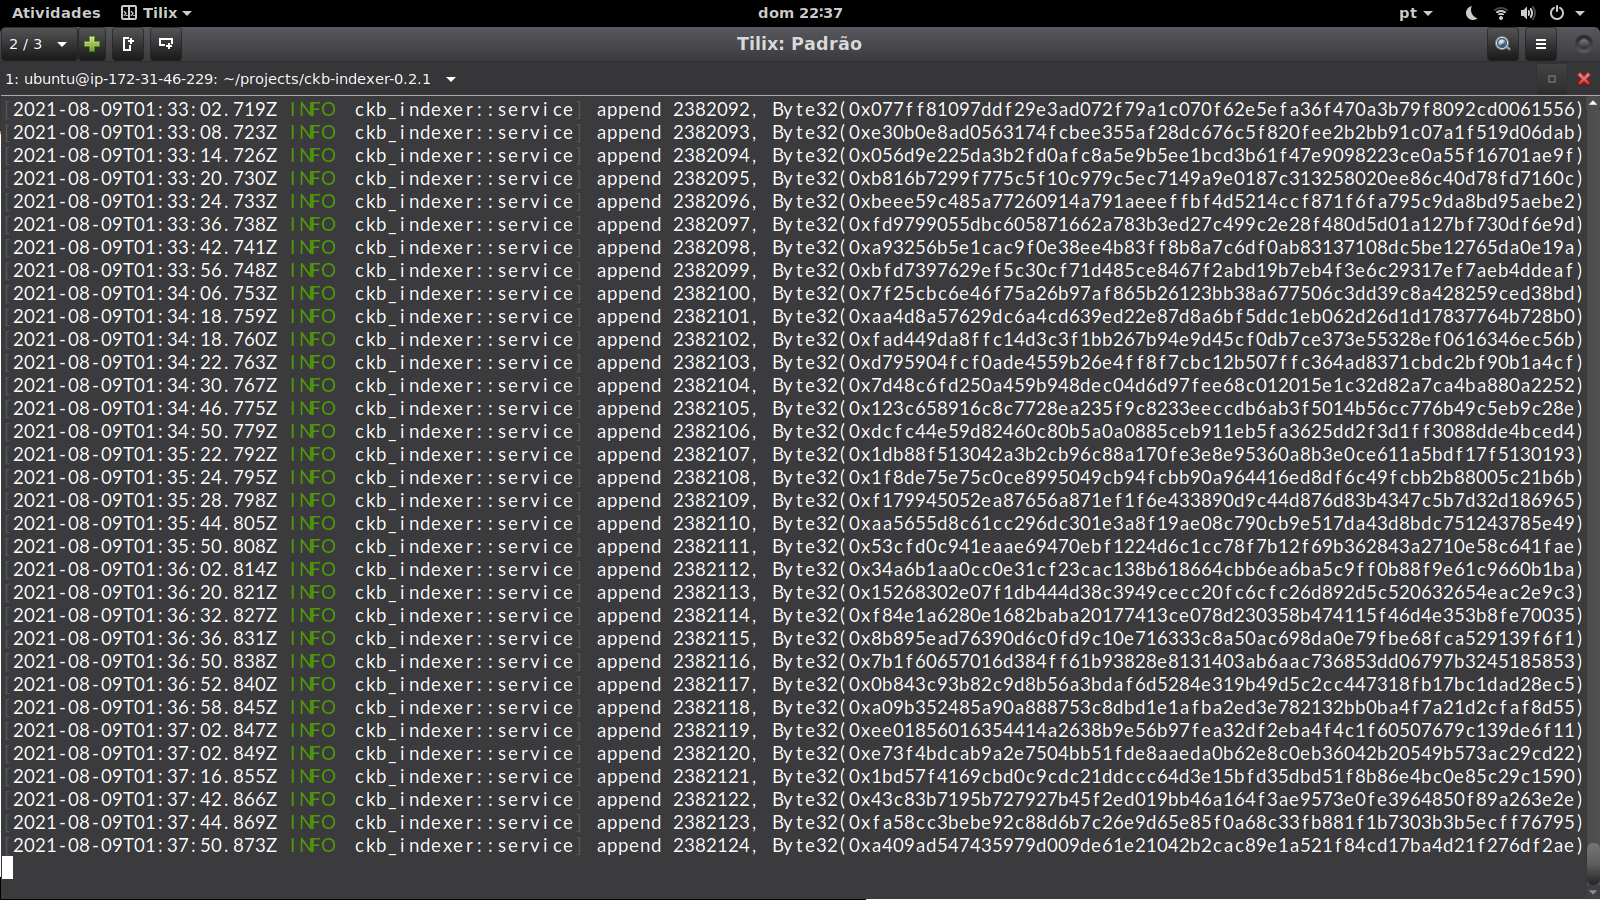 Atividades Tilix dom 22:37 pt
2 / 3 Tilix: Padrão
1: ubuntu@ip-172-31-46-229: ~/projects/ckb-indexer-0.2.1
[2021-08-09T01:33:02.719Z INFO ckb_indexer::service] append 2382092, Byte32(0x077ff81097ddf29e3ad072f79a1c070f62e5efa36f470a3b79f8092cd0061556)
[2021-08-09T01:33:08.723Z INFO ckb_indexer::service] append 2382093, Byte32(0xe30b0e8ad0563174fcbee355af28dc676c5f820fee2b2bb91c07a1f519d06dab)
[2021-08-09T01:33:14.726Z INFO ckb_indexer::service] append 2382094, Byte32(0x056d9e225da3b2fd0afc8a5e9b5ee1bcd3b61f47e9098223ce0a55f16701ae9f)
[2021-08-09T01:33:20.730Z INFO ckb_indexer::service] append 2382095, Byte32(0xb816b7299f775c5f10c979c5ec7149a9e0187c313258020ee86c40d78fd7160c)
[2021-08-09T01:33:24.733Z INFO ckb_indexer::service] append 2382096, Byte32(0xbeee59c485a77260914a791aeeeffbf4d5214ccf871f6fa795c9da8bd95aebe2)
[2021-08-09T01:33:36.738Z INFO ckb_indexer::service] append 2382097, Byte32(0xfd9799055dbc605871662a783b3ed27c499c2e28f480d5d01a127bf730df6e9d)
[2021-08-09T01:33:42.741Z INFO ckb_indexer::service] append 2382098, Byte32(0xa93256b5e1cac9f0e38ee4b83ff8b8a7c6df0ab83137108dc5be12765da0e19a)
[2021-08-09T01:33:56.748Z INFO ckb_indexer::service] append 2382099, Byte32(0xbfd7397629ef5c30cf71d485ce8467f2abd19b7eb4f3e6c29317ef7aeb4ddeaf)
[2021-08-09T01:34:06.753Z INFO ckb_indexer::service] append 2382100, Byte32(0x7f25cbc6e46f75a26b97af865b26123bb38a677506c3dd39c8a428259ced38bd)
[2021-08-09T01:34:18.759Z INFO ckb_indexer::service] append 2382101, Byte32(0xaa4d8a57629dc6a4cd639ed22e87d8a6bf5ddc1eb062d26d1d17837764b728b0)
[2021-08-09T01:34:18.760Z INFO ckb_indexer::service] append 2382102, Byte32(0xfad449da8ffc14d3c3f1bb267b94e9d45cf0db7ce373e55328ef0616346ec56b)
[2021-08-09T01:34:22.763Z INFO ckb_indexer::service] append 2382103, Byte32(0xd795904fcf0ade4559b26e4ff8f7cbc12b507ffc364ad8371cbdc2bf90b1a4cf)
[2021-08-09T01:34:30.767Z INFO ckb_indexer::service] append 2382104, Byte32(0x7d48c6fd250a459b948dec04d6d97fee68c012015e1c32d82a7ca4ba880a2252)
[2021-08-09T01:34:46.775Z INFO ckb_indexer::service] append 2382105, Byte32(0x123c658916c8c7728ea235f9c8233eeccdb6ab3f5014b56cc776b49c5eb9c28e)
[2021-08-09T01:34:50.779Z INFO ckb_indexer::service] append 2382106, Byte32(0xdcfc44e59d82460c80b5a0a0885ceb911eb5fa3625dd2f3d1ff3088dde4bced4)
[2021-08-09T01:35:22.792Z INFO ckb_indexer::service] append 2382107, Byte32(0x1db88f513042a3b2cb96c88a170fe3e8e95360a8b3e0ce611a5bdf17f5130193)
[2021-08-09T01:35:24.795Z INFO ckb_indexer::service] append 2382108, Byte32(0x1f8de75e75c0ce8995049cb94fcbb90a964416ed8df6c49fcbb2b88005c21b6b)
[2021-08-09T01:35:28.798Z INFO ckb_indexer::service] append 2382109, Byte32(0xf179945052ea87656a871ef1f6e433890d9c44d876d83b4347c5b7d32d186965)
[2021-08-09T01:35:44.805Z INFO ckb_indexer::service] append 2382110, Byte32(0xaa5655d8c61cc296dc301e3a8f19ae08c790cb9e517da43d8bdc751243785e49)
[2021-08-09T01:35:50.808Z INFO ckb_indexer::service] append 2382111, Byte32(0x53cfd0c941eaae69470ebf1224d6c1cc78f7b12f69b362843a2710e58c641fae)
[2021-08-09T01:36:02.814Z INFO ckb_indexer::service] append 2382112, Byte32(0x34a6b1aa0cc0e31cf23cac138b618664cbb6ea6ba5c9ff0b88f9e61c9660b1ba)
[2021-08-09T01:36:20.821Z INFO ckb_indexer::service] append 2382113, Byte32(0x15268302e07f1db444d38c3949cecc20fc6cfc26d892d5c520632654eac2e9c3)
[2021-08-09T01:36:32.827Z INFO ckb_indexer::service] append 2382114, Byte32(0xf84e1a6280e1682baba20177413ce078d230358b474115f46d4e353b8fe70035)
[2021-08-09T01:36:36.831Z INFO ckb_indexer::service] append 2382115, Byte32(0x8b895ead76390d6c0fd9c10e716333c8a50ac698da0e79fbe68fca529139f6f1)
[2021-08-09T01:36:50.838Z INFO ckb_indexer::service] append 2382116, Byte32(0x7b1f60657016d384ff61b93828e8131403ab6aac736853dd06797b3245185853)
[2021-08-09T01:36:52.840Z INFO ckb_indexer::service] append 2382117, Byte32(0x0b843c93b82c9d8b56a3bdaf6d5284e319b49d5c2cc447318fb17bc1dad28ec5)
[2021-08-09T01:36:58.845Z INFO ckb_indexer::service] append 2382118, Byte32(0xa09b352485a90a888753c8dbd1e1afba2ed3e782132bb0ba4f7a21d2cfaf8d55)
[2021-08-09T01:37:02.847Z INFO ckb_indexer::service] append 2382119, Byte32(0xee01856016354414a2638b9e56b97fea32df2eba4f4c1f60507679c139de6f11)
[2021-08-09T01:37:02.849Z INFO ckb_indexer::service] append 2382120, Byte32(0xe73f4bdcab9a2e7504bb51fde8aaeda0b62e8c0eb36042b20549b573ac29cd22)
[2021-08-09T01:37:16.855Z INFO ckb_indexer::service] append 2382121, Byte32(0x1bd57f4169cbd0c9cdc21ddccc64d3e15bfd35dbd51f8b86e4bc0e85c29c1590)
[2021-08-09T01:37:42.866Z INFO ckb_indexer::service] append 2382122, Byte32(0x43c83b7195b727927b45f2ed019bb46a164f3ae9573e0fe3964850f89a263e2e)
[2021-08-09T01:37:44.869Z INFO ckb_indexer::service] append 2382123, Byte32(0xfa58cc3bebe92c88d6b7c26e9d65e85f0a68c33fb881f1b7303b3b5ecff76795)
[2021-08-09T01:37:50.873Z INFO ckb_indexer::service] append 2382124, Byte32(0xa409ad547435979d009de61e21042b2cac89e1a521f84cd17ba4d21f276df2ae)